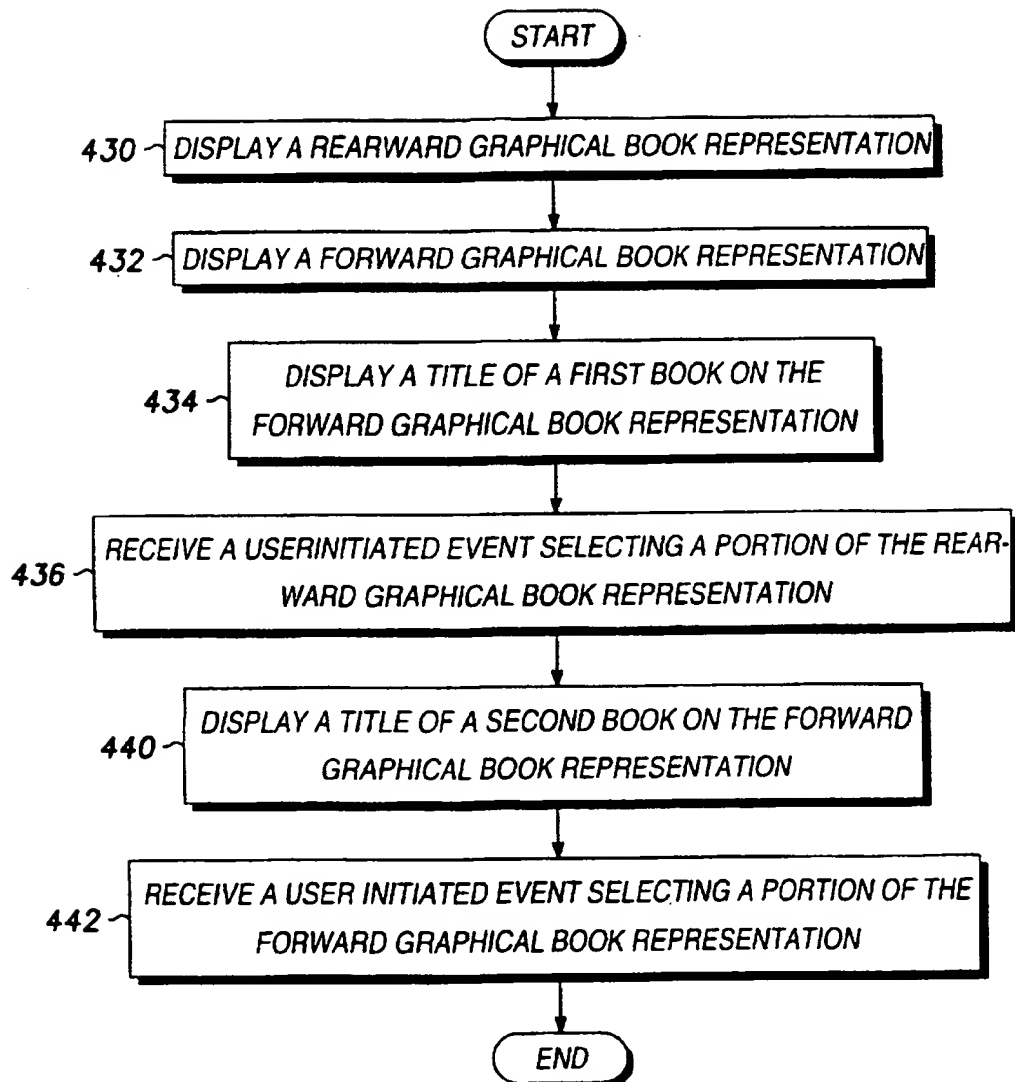 START
430 DISPLAY A REARWARD GRAPHICAL BOOK REPRESENTATION
432 DISPLAY A FORWARD GRAPHICAL BOOK REPRESENTATION
DISPLAY A TITLE OF A FIRST BOOK ON THE
434 FORWARD GRAPHICAL BOOK REPRESENTATION
RECEIVE A USERINITIATED EVENT SELECTING A PORTION OF THE REAR-
436 WARD GRAPHICAL BOOK REPRESENTATION
DISPLAY A TITLE OF A SECOND BOOK ON THE FORWARD
440 GRAPHICAL BOOK REPRESENTATION
RECEIVE A USER INITIATED EVENT SELECTING A PORTION OF THE
442 FORWARD GRAPHICAL BOOK REPRESENTATION
END